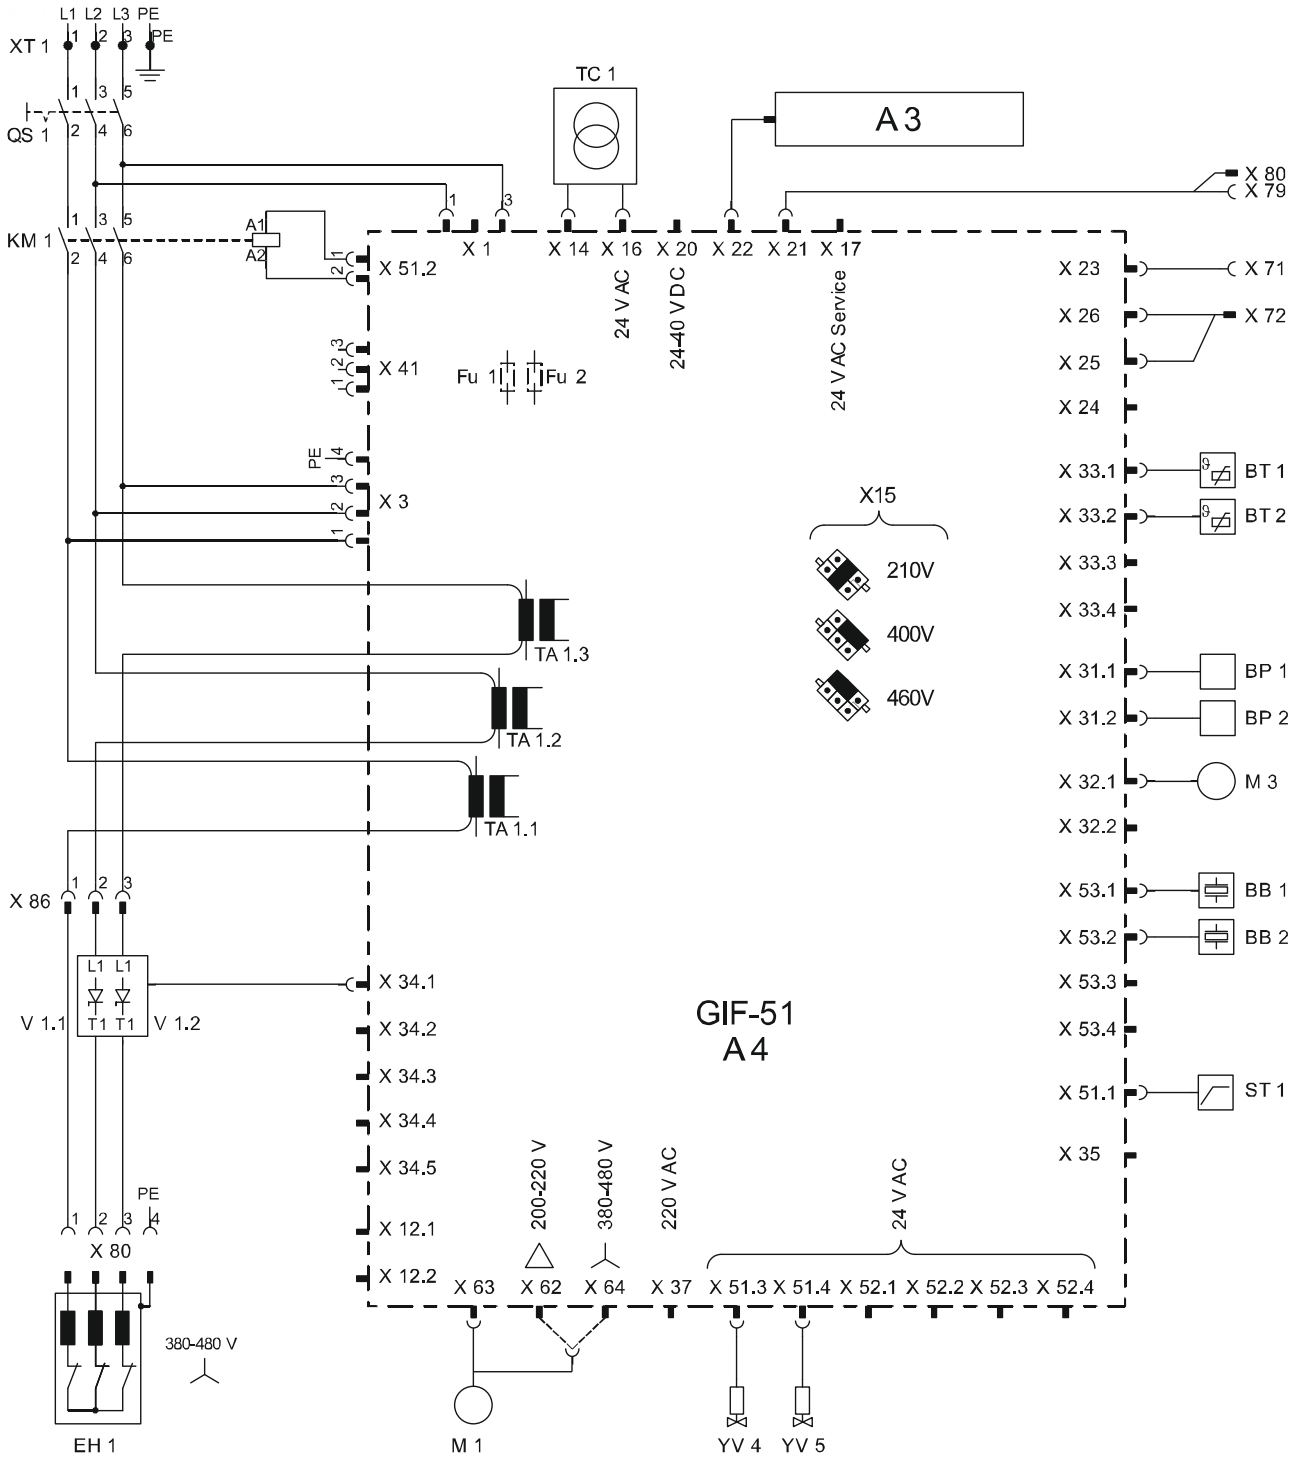 L1 L2 L3 PE
XT 1 1 2 3 PE
TC 1
A 3
1 3 5
QS 1 2 4 6
X 80
X 79
1 3
1 3 5
KM 1 2 4 6
A1
A2
1
2
X 51.2
X 1
X 14
X 16
X 20
X 22
X 21
X 17
24 V AC
24-40 V DC
24 V AC Service
X 23
X 71
X 26
X 72
X 25
X 24
3
2
1
X 41
Fu 1
Fu 2
PE
4
3
2
1
X 3
X15
210V
400V
460V
X 33.1
BT 1
X 33.2
BT 2
X 33.3
X 33.4
TA 1.3
TA 1.2
TA 1.1
X 31.1
BP 1
X 31.2
BP 2
X 32.1
M 3
X 32.2
X 86 1 2 3
X 53.1
BB 1
X 53.2
BB 2
X 53.3
X 53.4
L1 L1
V 1.1 T1 T1 V 1.2
X 34.1
X 34.2
X 34.3
X 34.4
X 34.5
GIF-51
A 4
X 51.1
ST 1
X 35
PE
1 2 3 4
X 80
X 12.1
X 12.2
200-220 V
380-480 V
220 V AC
24 V AC
X 63
X 62
X 64
X 37
X 51.3
X 51.4
X 52.1
X 52.2
X 52.3
X 52.4
380-480 V
EH 1
M 1
YV 4
YV 5